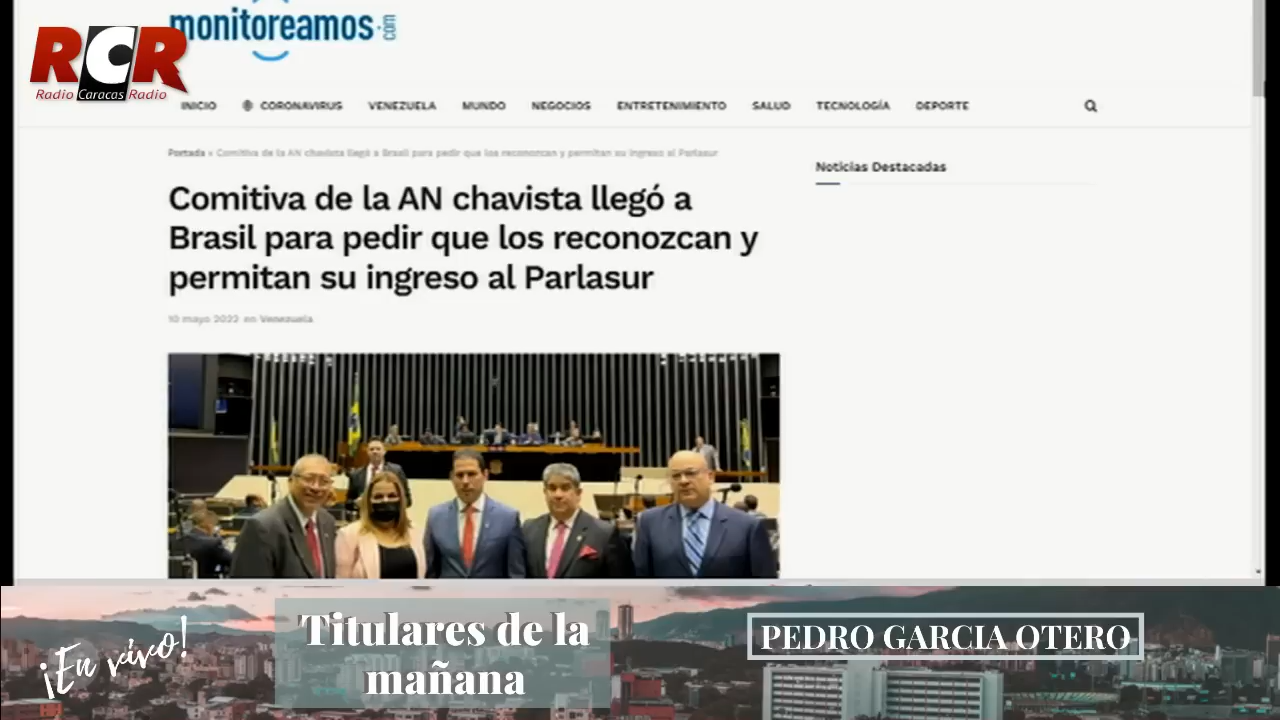 monitoreamos.com
RCR
Radio Caracas Radio
INICIO CORONAVIRUS VENEZUELA MUNDO NEGOCIOS ENTRETENIMIENTO SALUD TECNOLOGÍA DEPORTE
Portada » Comitiva de la AN chavista llegó a Brasil para pedir que los reconozcan y permitan su ingreso al Parlasur
Noticias Destacadas
Comitiva de la AN chavista llegó a
Brasil para pedir que los reconozcan y
permitan su ingreso al Parlasur
10 mayo 2022 en Venezuela
¡En vivo!
Titulares de la
mañana
PEDRO GARCIA OTERO